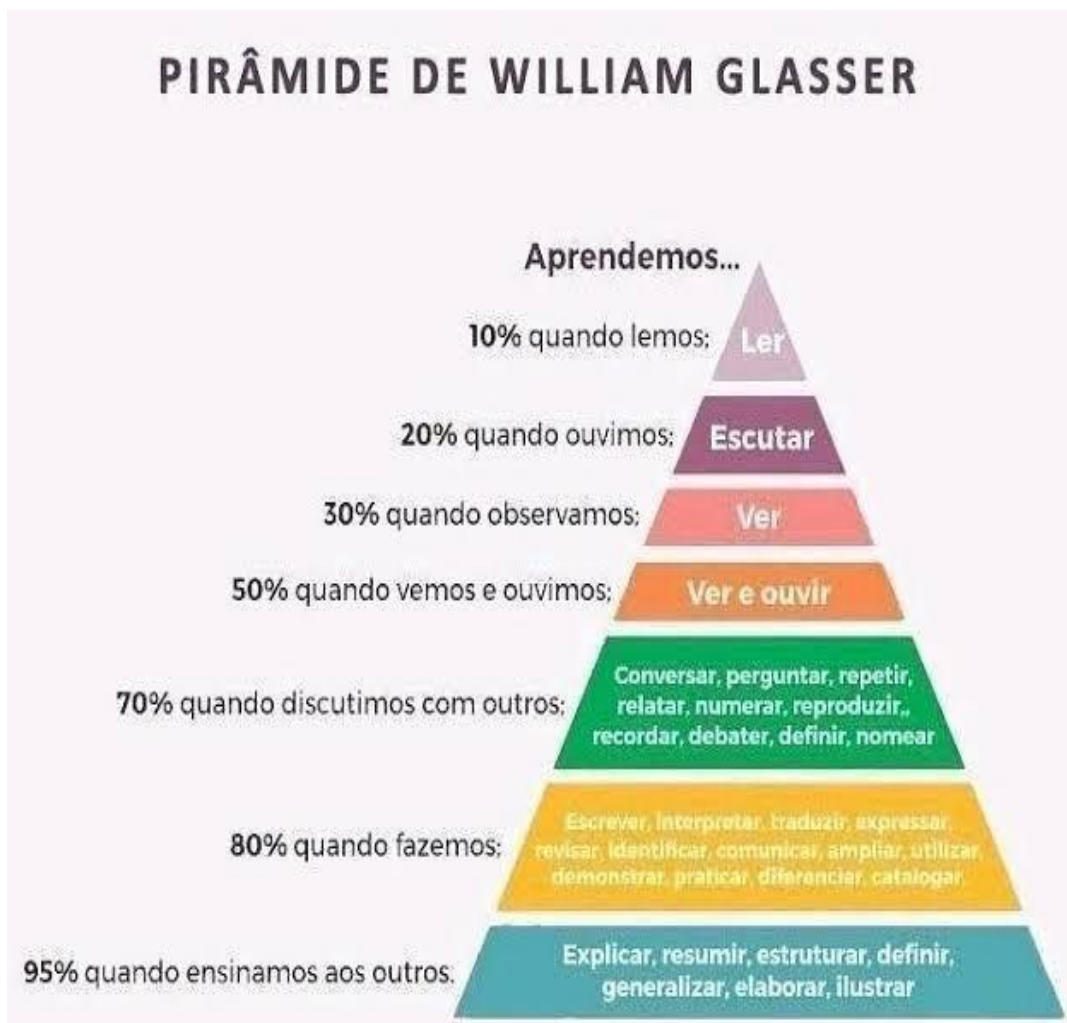 PIRÂMIDE DE WILLIAM GLASSER
Aprendemos...
10% quando lemos;
Ler
20% quando ouvimos;
Escutar
30% quando observamos;
Ver
50% quando vemos e ouvimos;
Ver e ouvir
70% quando discutimos com outros;
Conversar, perguntar, repetir,
relatar, numerar, reproduzir,,
recordar, debater, definir, nomear
80% quando fazemos;
Escrever, interpretar, traduzir, expressar,
revisar, identificar, comunicar, ampliar, utilizar,
demonstrar, praticar, diferenciar, catalogar
95% quando ensinamos aos outros.
Explicar, resumir, estruturar, definir,
generalizar, elaborar, ilustrar